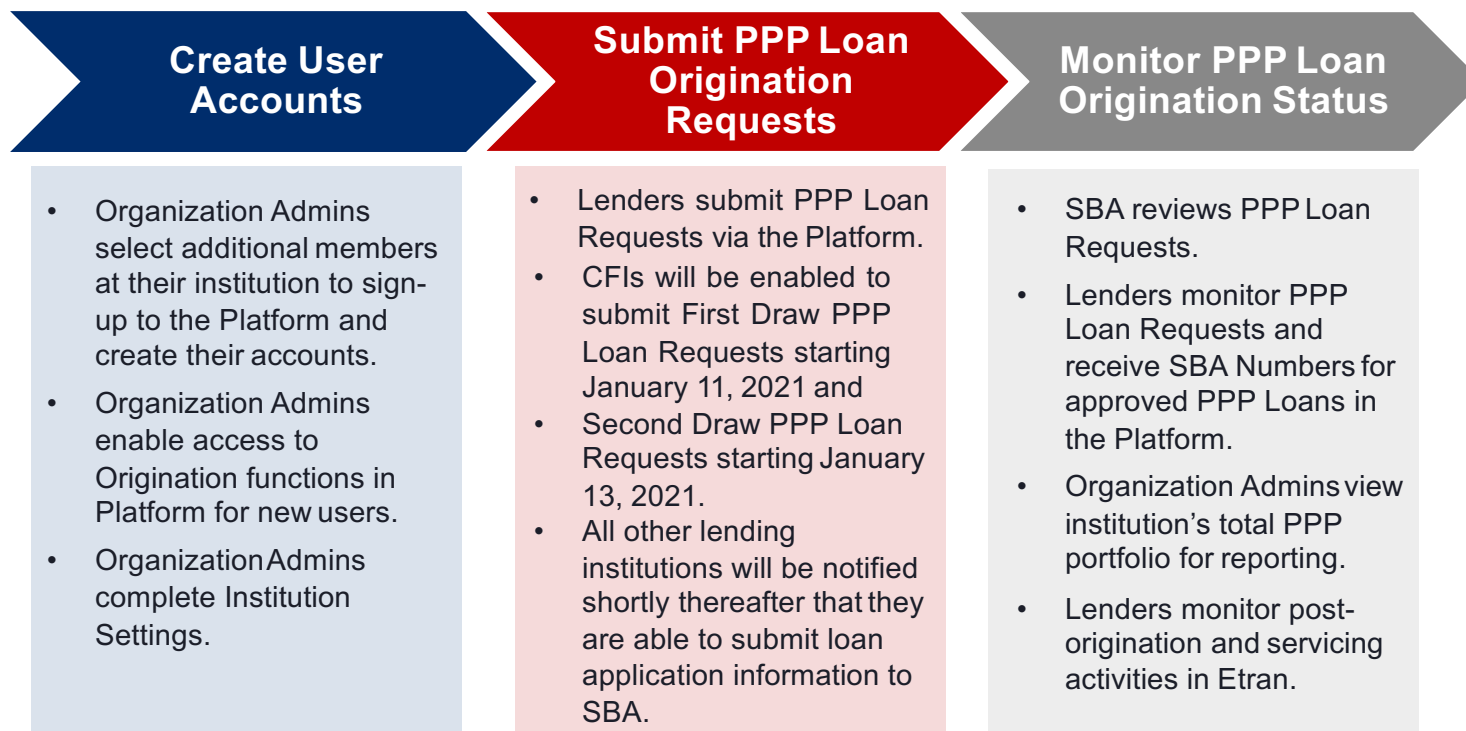 Create User
Accounts
Submit PPP Loan
Origination
Requests
Monitor PPP Loan
Origination Status
• Organization Admins
select additional members
at their institution to sign-
up to the Platform and
create their accounts.
• Organization Admins
enable access to
Origination functions in
Platform for new users.
• Organization Admins
complete Institution
Settings.
• Lenders submit PPP Loan
Requests via the Platform.
• CFIs will be enabled to
submit First Draw PPP
Loan Requests starting
January 11, 2021 and
• Second Draw PPP Loan
Requests starting January
13, 2021.
• All other lending
institutions will be notified
shortly thereafter that they
are able to submit loan
application information to
SBA.
• SBA reviews PPP Loan
Requests.
• Lenders monitor PPP
Loan Requests and
receive SBA Numbers for
approved PPP Loans in
the Platform.
• Organization Admins view
institution’s total PPP
portfolio for reporting.
• Lenders monitor post-
origination and servicing
activities in Etran.